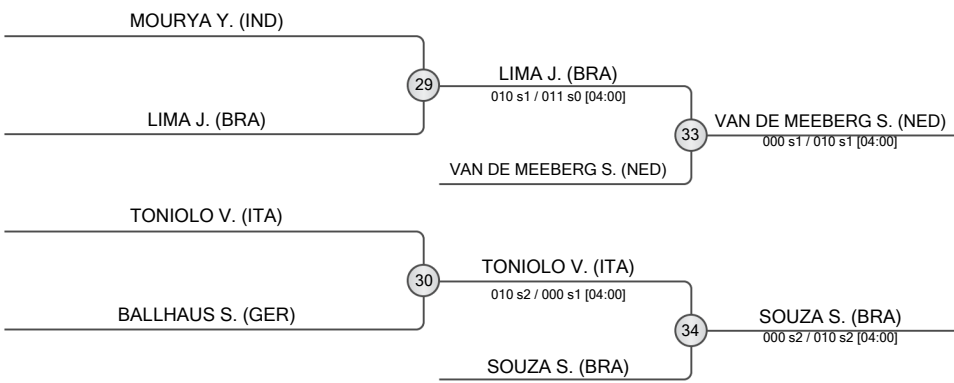 MOURYA Y. (IND)
29
LIMA J. (BRA)
010 s1 / 011 s0 [04:00]
LIMA J. (BRA)
33
VAN DE MEEBERG S. (NED)
000 s1 / 010 s1 [04:00]
VAN DE MEEBERG S. (NED)
TONIOLO V. (ITA)
30
TONIOLO V. (ITA)
010 s2 / 000 s1 [04:00]
BALLHAUS S. (GER)
34
SOUZA S. (BRA)
000 s2 / 010 s2 [04:00]
SOUZA S. (BRA)